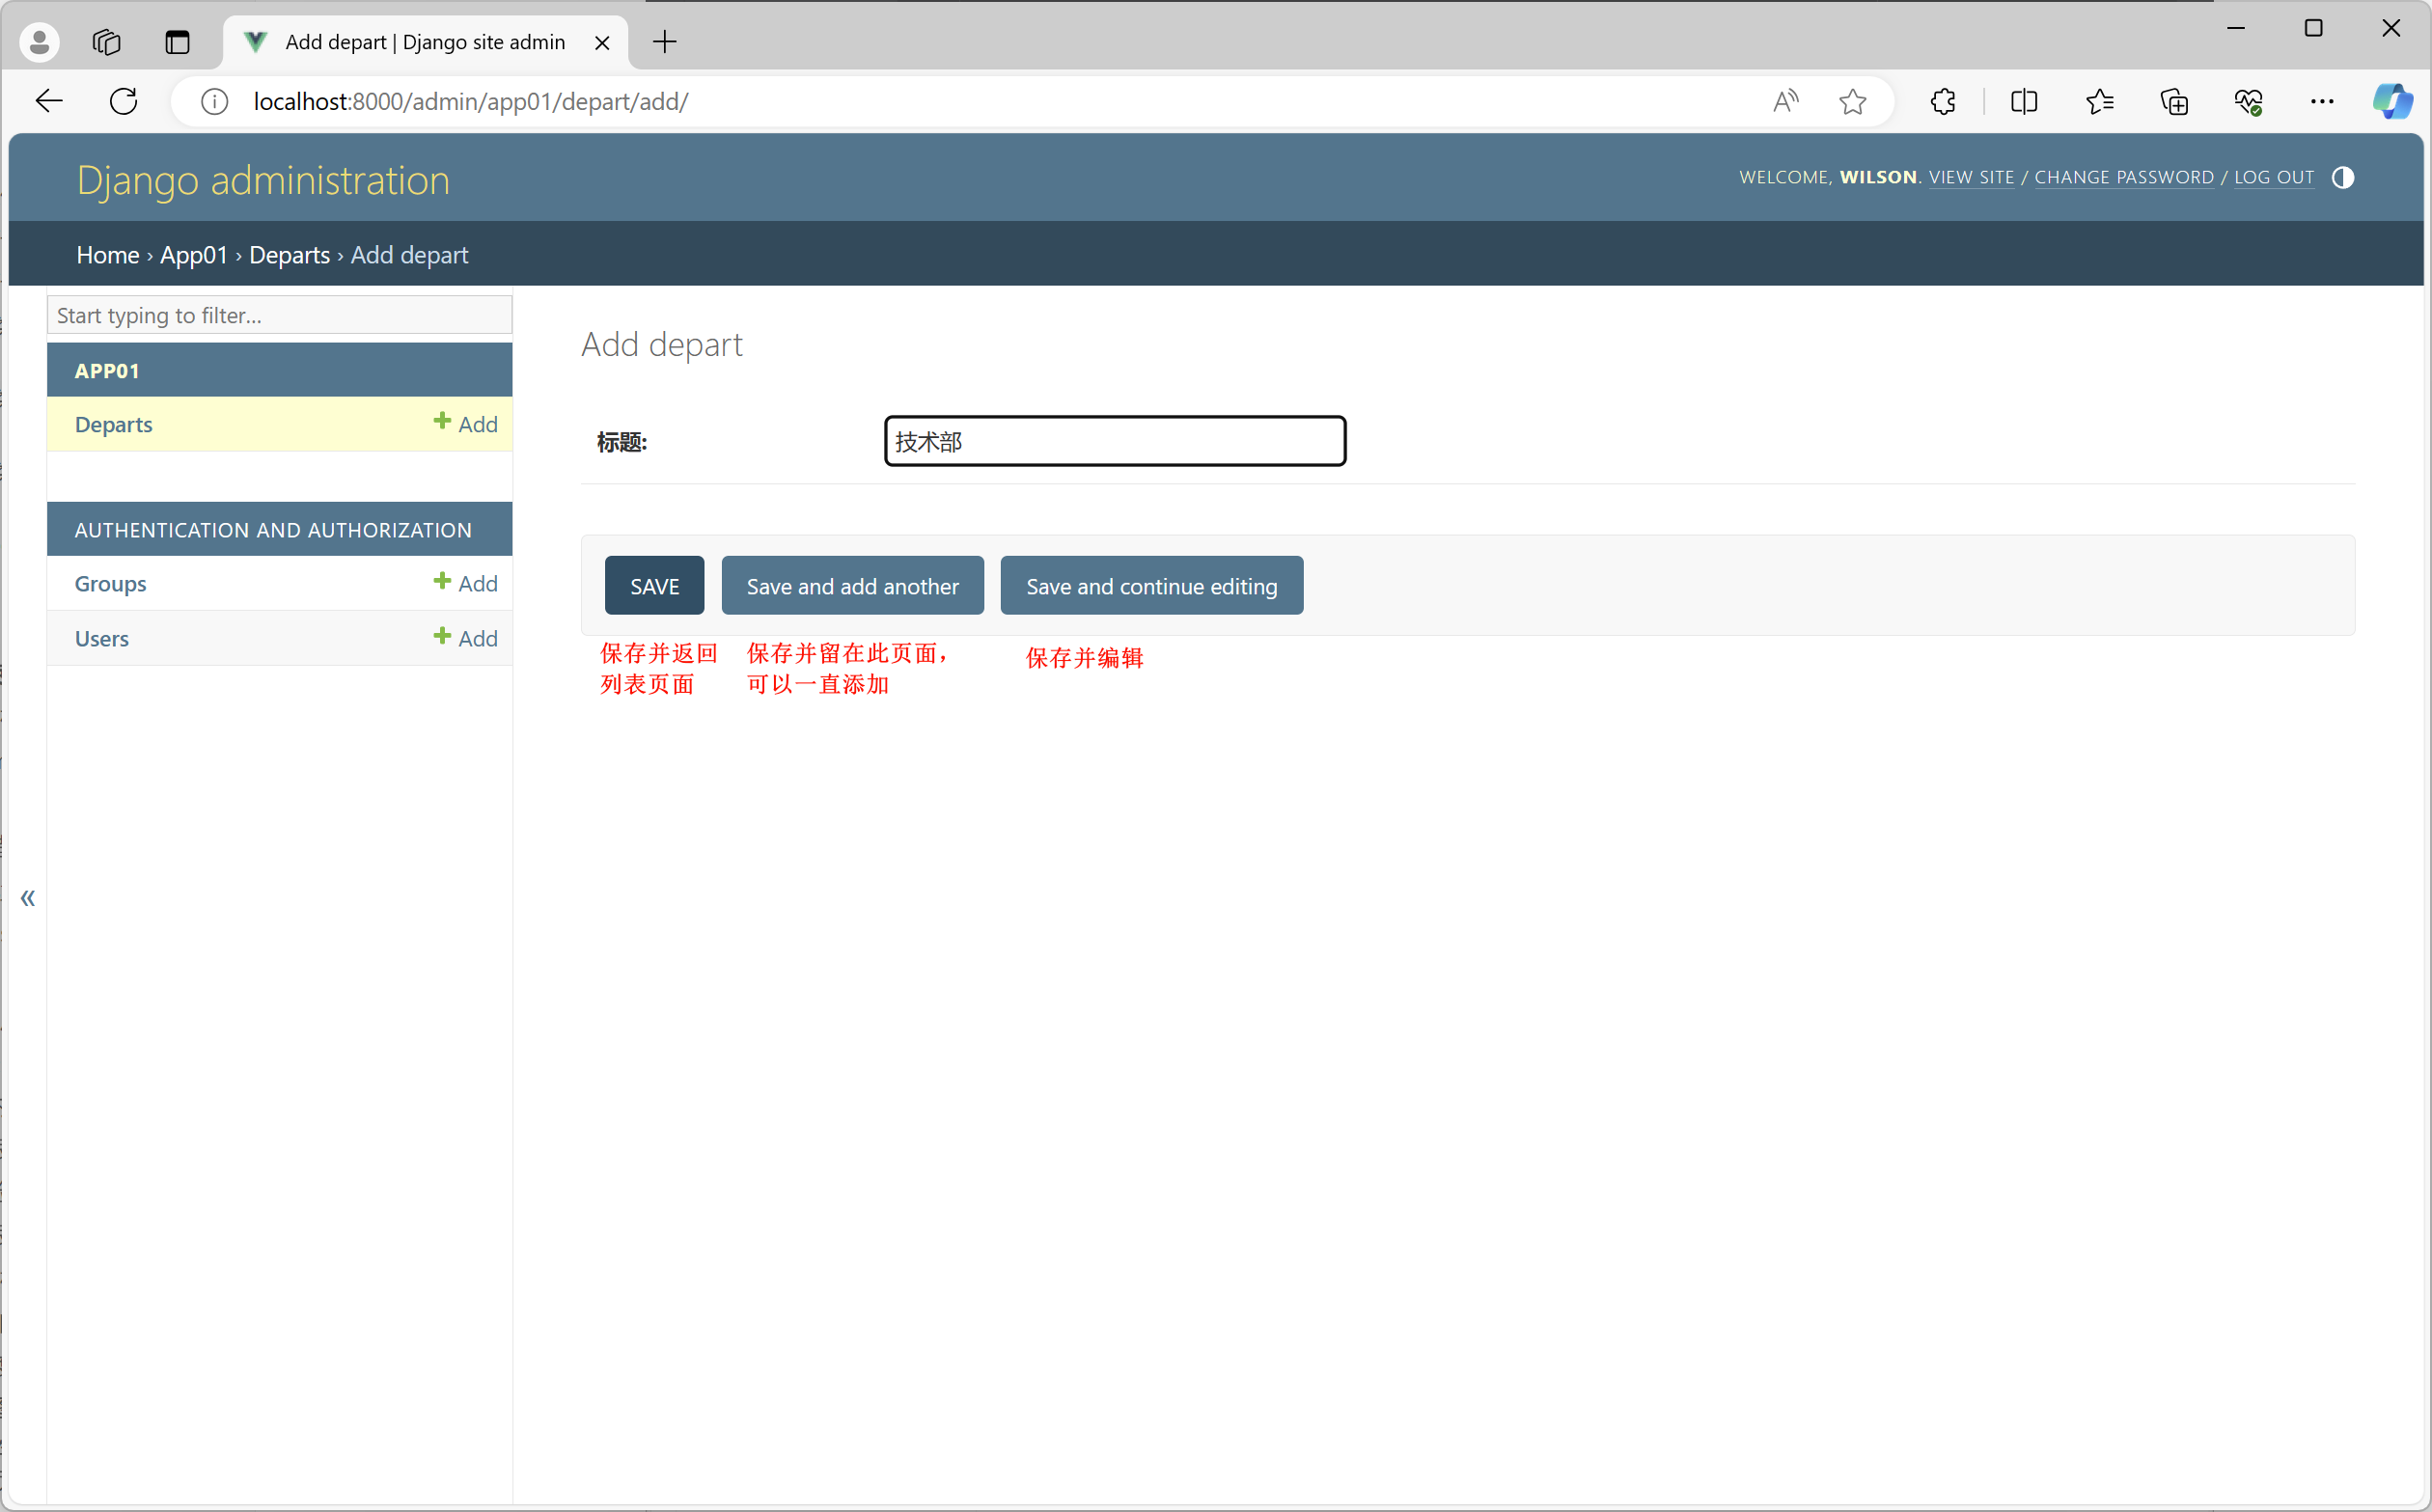 Add depart | Django site admin
localhost:8000/admin/app01/depart/add/
Django administration
WELCOME, WILSON. VIEW SITE / CHANGE PASSWORD / LOG OUT
Home › App01 › Departs › Add depart
Start typing to filter...
APP01
Departs
Add
AUTHENTICATION AND AUTHORIZATION
Groups
Add
Users
Add
«
Add depart
标题:
技术部
SAVE
Save and add another
Save and continue editing
保存并返回
列表页面
保存并留在此页面，
可以一直添加
保存并编辑